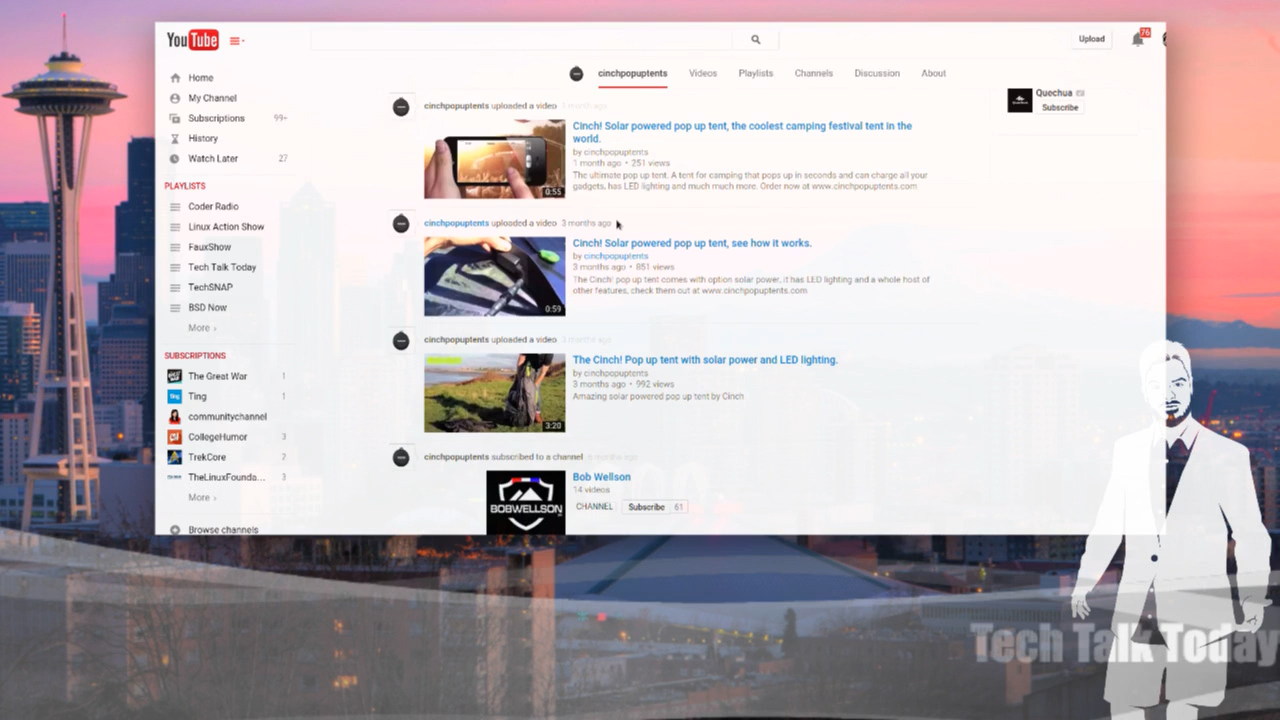 YouTube
Upload
76
Home
My Channel
Subscriptions 99+
History
Watch Later 27
PLAYLISTS
Coder Radio
Linux Action Show
FauxShow
Tech Talk Today
TechSNAP
BSD Now
More
SUBSCRIPTIONS
The Great War 1
Ting 1
communitychannel
CollegeHumor 3
TrekCore 2
TheLinuxFounda... 3
More
Browse channels
cinchpopuptents Videos Playlists Channels Discussion About
cinchpopuptents uploaded a video 1 month ago
0:55
Cinch! Solar powered pop up tent, the coolest camping festival tent in the
world.
by cinchpopuptents
1 month ago • 251 views
The ultimate pop up tent. A tent for camping that pops up in seconds and can charge all your
gadgets, has LED lighting and much much more. Order now at www.cinchpopuptents.com
cinchpopuptents uploaded a video 3 months ago
0:59
Cinch! Solar powered pop up tent, see how it works.
by cinchpopuptents
3 months ago • 851 views
The Cinch! pop up tent comes with option solar power, it has LED lighting and a whole host of
other features, check them out at www.cinchpopuptents.com
cinchpopuptents uploaded a video 3 months ago
3:20
The Cinch! Pop up tent with solar power and LED lighting.
by cinchpopuptents
3 months ago • 992 views
Amazing solar powered pop up tent by Cinch
cinchpopuptents subscribed to a channel months ago
BOBWELLSON
Bob Wellson
14 videos
CHANNEL Subscribe 61
Quechua
Subscribe
Tech Talk Today